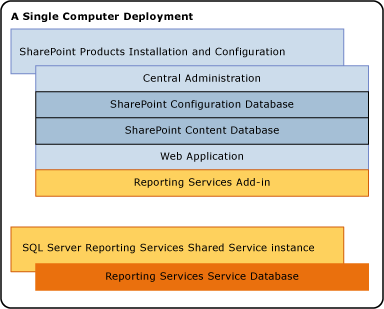 A Single Computer Deployment
SharePoint Products Installation and Configuration
Central Administration
SharePoint Configuration Database
SharePoint Content Database
Web Application
Reporting Services Add-in
SQL Server Reporting Services Shared Service instance
Reporting Services Service Database